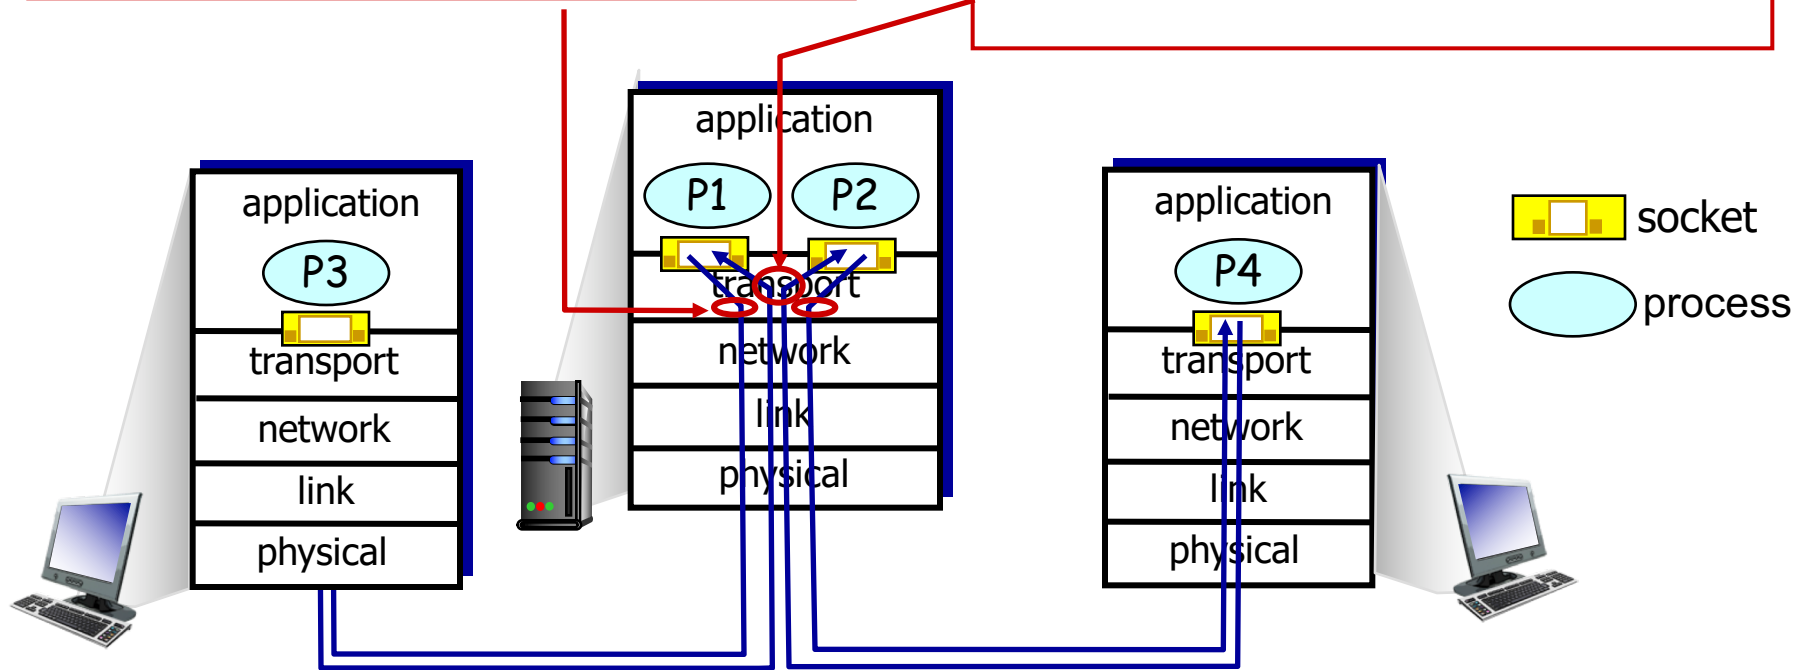 application
P3
transport
network
link
physical
application
P1 P2
transport
network
link
physical
application
P4
transport
network
link
physical
socket
process